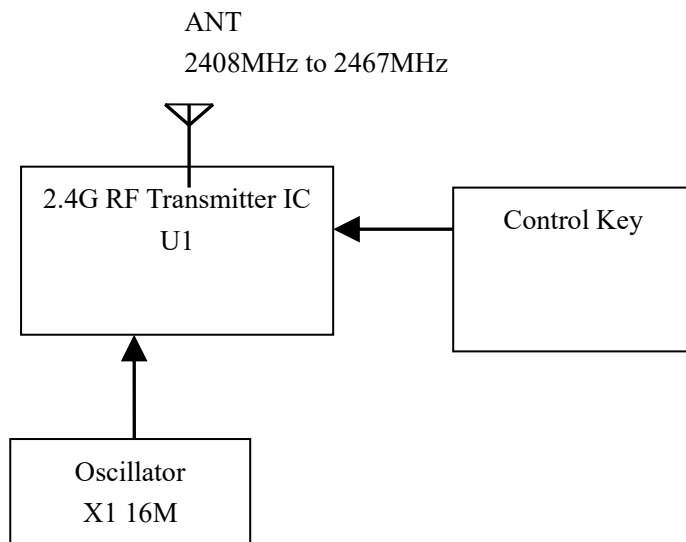 ANT
2408MHz to 2467MHz
2.4G RF Transmitter IC
U1
Control Key
Oscillator
X1 16M